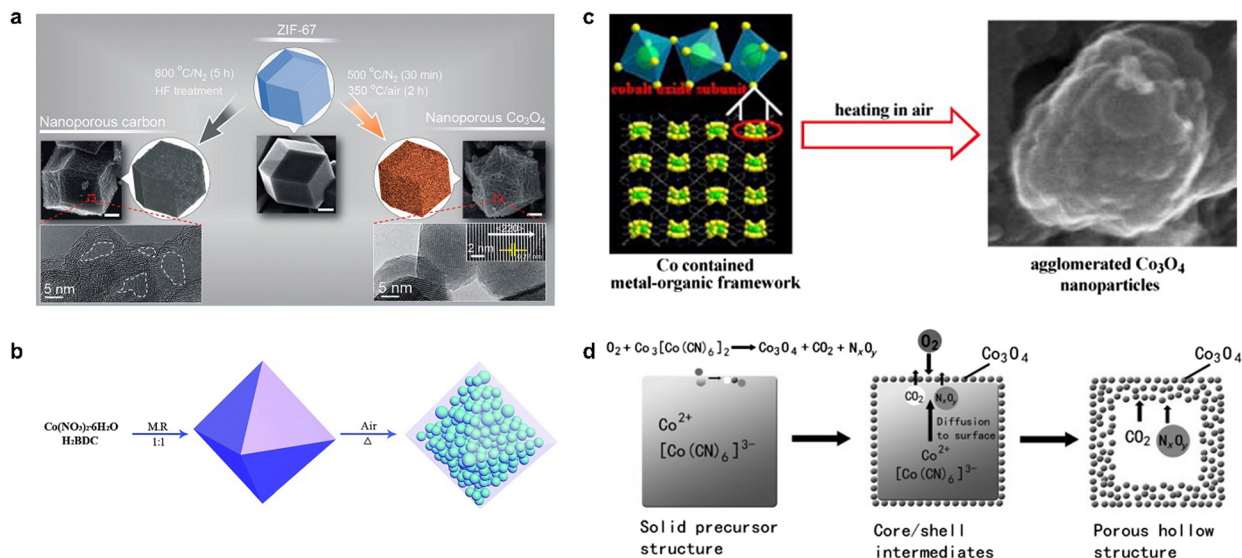 a
ZIF-67
800 °C/N2 (5 h)
HF treatment
500 °C/N2 (30 min)
350 °C/air (2 h)
Nanoporous carbon
Nanoporous Co3O4
5 nm
5 nm
<220>
2 nm
b
Co(NO3)2·6H2O
H2BDC
M.R
1:1
Air
△
c
cobalt oxide subunit
Co contained
metal-organic framework
heating in air
agglomerated Co3O4
nanoparticles
d
O2 + Co3[Co(CN)6]2 → Co3O4 + CO2 + NxOy
Co2+
[Co(CN)6]3-
Solid precursor
structure
O2
Co3O4
CO2
NxOy
Diffusion
to surface
Co2+
[Co(CN)6]3-
Core/shell
intermediates
Co3O4
CO2
NxOy
Porous hollow
structure